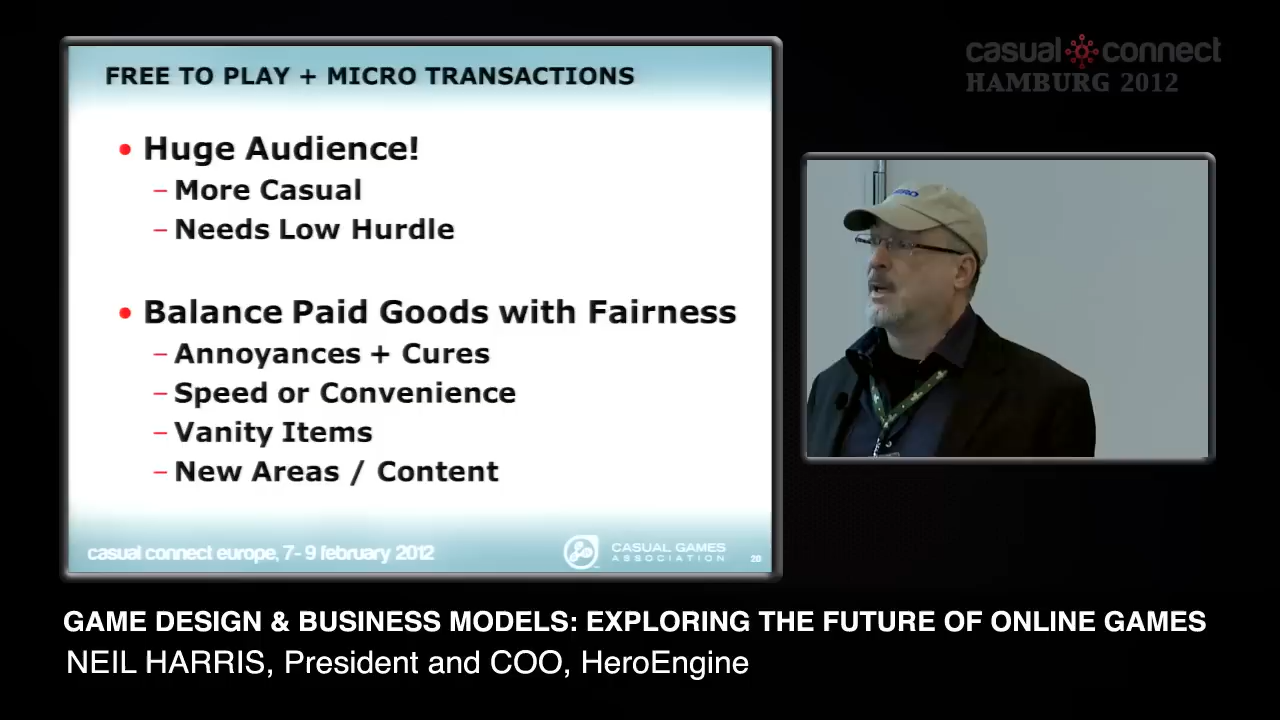 FREE TO PLAY + MICRO TRANSACTIONS
• Huge Audience!
– More Casual
– Needs Low Hurdle
• Balance Paid Goods with Fairness
– Annoyances + Cures
– Speed or Convenience
– Vanity Items
– New Areas / Content
casual connect europe, 7-9 february 2012
CASUAL GAMES
ASSOCIATION
20
casual connect
HAMBURG 2012
GAME DESIGN & BUSINESS MODELS: EXPLORING THE FUTURE OF ONLINE GAMES
NEIL HARRIS, President and COO, HeroEngine